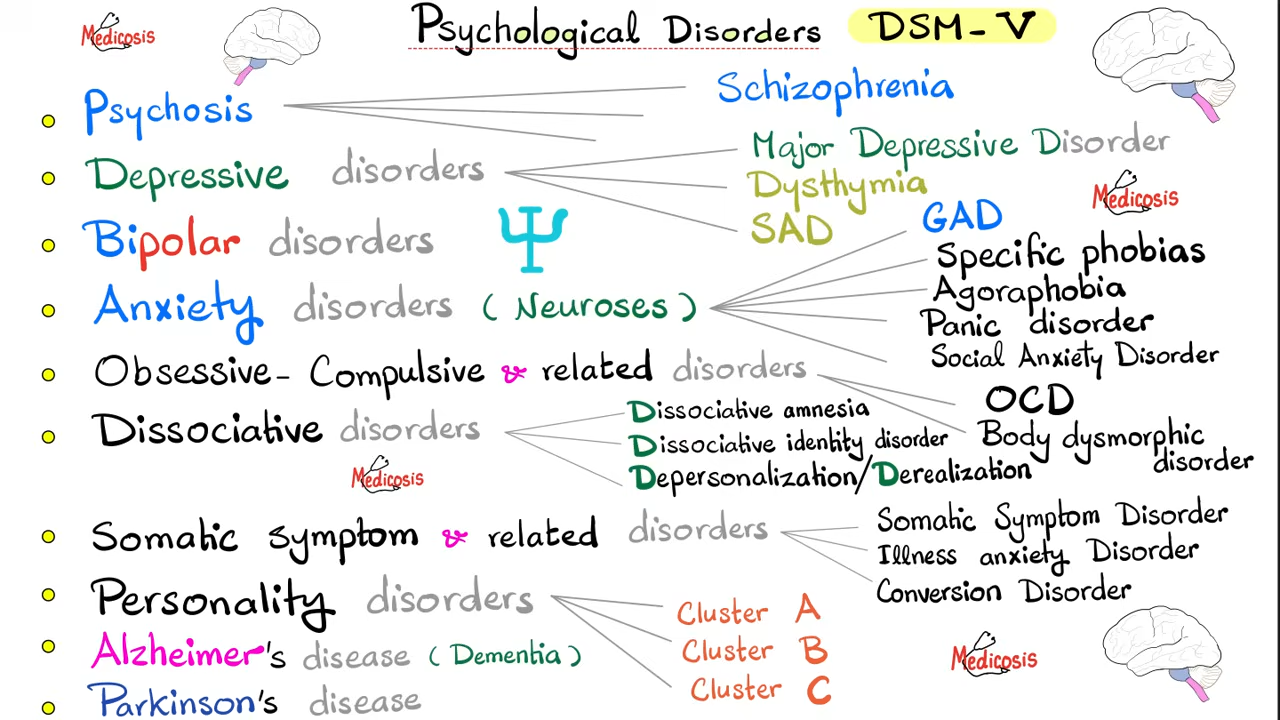 Medicosis
Psychological Disorders DSM-V
Psychosis
Schizophrenia
Depressive disorders
Major Depressive Disorder
Dysthymia
SAD
Medicosis
Bipolar disorders
Ψ
Anxiety disorders (Neuroses)
GAD
Specific phobias
Agoraphobia
Panic disorder
Social Anxiety Disorder
Obsessive-Compulsive & related disorders
OCD
Body dysmorphic
disorder
Dissociative disorders
Dissociative amnesia
Dissociative identity disorder
Depersonalization/Derealization
Medicosis
Somatic symptom & related disorders
Somatic Symptom Disorder
Illness anxiety Disorder
Conversion Disorder
Personality disorders
Cluster A
Cluster B
Cluster C
Alzheimer's disease (Dementia)
Medicosis
Parkinson's disease